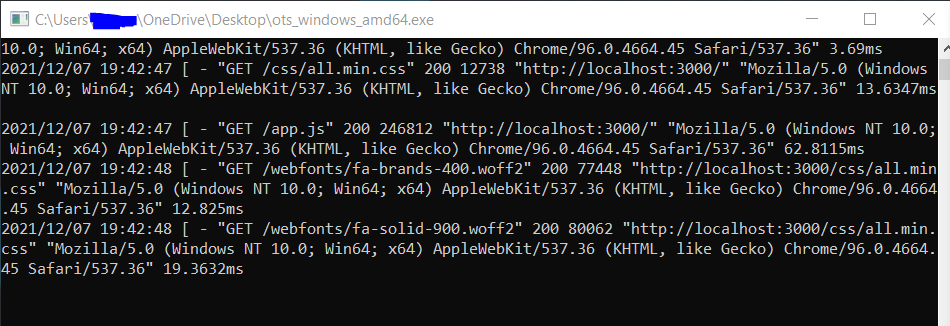 C:\Users\ \OneDrive\Desktop\ots_windows_amd64.exe
10.0; Win64; x64) AppleWebKit/537.36 (KHTML, like Gecko) Chrome/96.0.4664.45 Safari/537.36" 3.69ms
2021/12/07 19:42:47 [ - "GET /css/all.min.css" 200 12738 "http://localhost:3000/" "Mozilla/5.0 (Windows
NT 10.0; Win64; x64) AppleWebKit/537.36 (KHTML, like Gecko) Chrome/96.0.4664.45 Safari/537.36" 13.6347ms
2021/12/07 19:42:47 [ - "GET /app.js" 200 246812 "http://localhost:3000/" "Mozilla/5.0 (Windows NT 10.0;
Win64; x64) AppleWebKit/537.36 (KHTML, like Gecko) Chrome/96.0.4664.45 Safari/537.36" 62.8115ms
2021/12/07 19:42:48 [ - "GET /webfonts/fa-brands-400.woff2" 200 77448 "http://localhost:3000/css/all.min
.css" "Mozilla/5.0 (Windows NT 10.0; Win64; x64) AppleWebKit/537.36 (KHTML, like Gecko) Chrome/96.0.4664
.45 Safari/537.36" 12.825ms
2021/12/07 19:42:48 [ - "GET /webfonts/fa-solid-900.woff2" 200 80062 "http://localhost:3000/css/all.min.
css" "Mozilla/5.0 (Windows NT 10.0; Win64; x64) AppleWebKit/537.36 (KHTML, like Gecko) Chrome/96.0.4664.
45 Safari/537.36" 19.3632ms